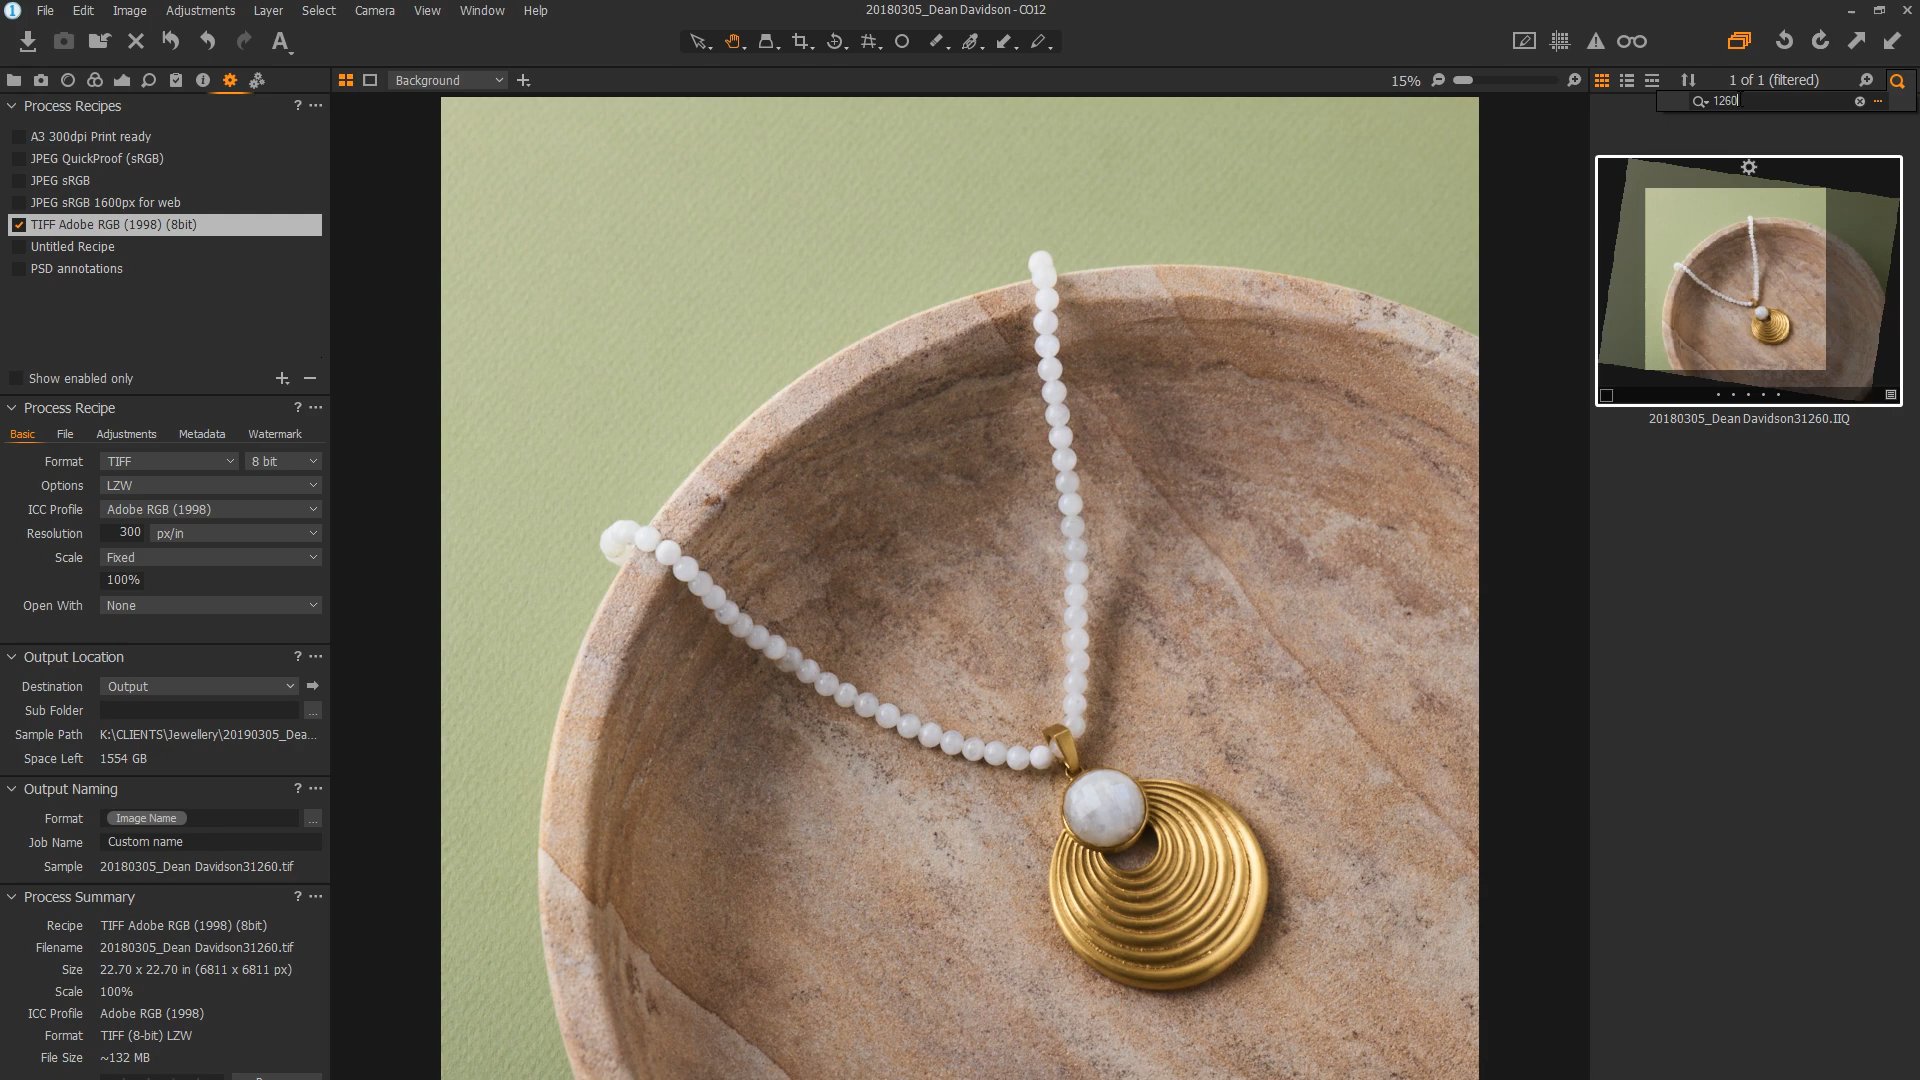 1 File Edit Image Adjustments Layer Select Camera View Window Help 20180305_Dean Davidson - CO12
A
Background 15% 1 of 1 (filtered)
1260
Process Recipes ? ...
A3 300dpi Print ready
JPEG QuickProof (sRGB)
JPEG sRGB
JPEG sRGB 1600px for web
TIFF Adobe RGB (1998) (8bit)
Untitled Recipe
PSD annotations
Show enabled only
Process Recipe ? ...
Basic File Adjustments Metadata Watermark
Format TIFF 8 bit
Options LZW
ICC Profile Adobe RGB (1998)
Resolution 300 px/in
Scale Fixed
100%
Open With None
Output Location ? ...
Destination Output
Sub Folder ...
Sample Path K:\CLIENTS\Jewellery\20190305_Dea...
Space Left 1554 GB
Output Naming ? ...
Format Image Name ...
Job Name Custom name
Sample 20180305_Dean Davidson31260.tif
Process Summary ? ...
Recipe TIFF Adobe RGB (1998) (8bit)
Filename 20180305_Dean Davidson31260.tif
Size 22.70 x 22.70 in (6811 x 6811 px)
Scale 100%
ICC Profile Adobe RGB (1998)
Format TIFF (8-bit) LZW
File Size ~132 MB
20180305_Dean Davidson31260.IIQ